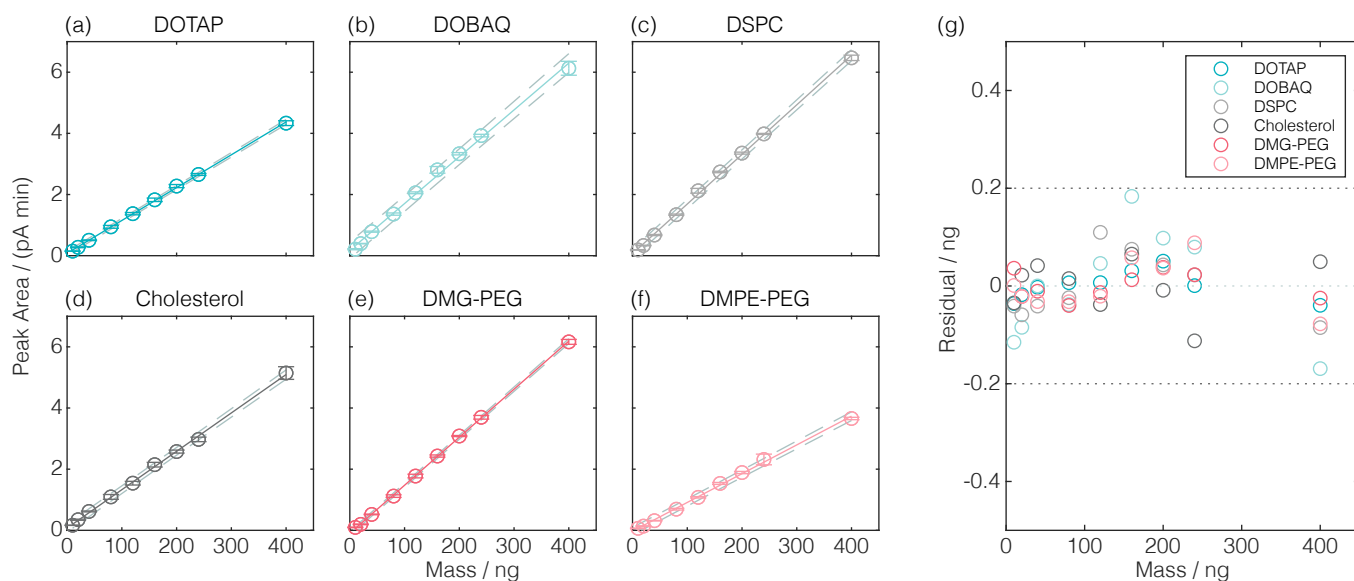 (a) DOTAP
(b) DOBAQ
(c) DSPC
(g)
6
4
2
0
(d) Cholesterol
(e) DMG-PEG
(f) DMPE-PEG
6
4
2
0
0 100 200 300 400
0 100 200 300 400
0 100 200 300 400
Peak Area / (pA min)
Mass / ng
DOTAP
DOBAQ
DSPC
Cholesterol
DMG-PEG
DMPE-PEG
0.4
0.2
0
-0.2
-0.4
0 100 200 300 400
Residual / ng
Mass / ng